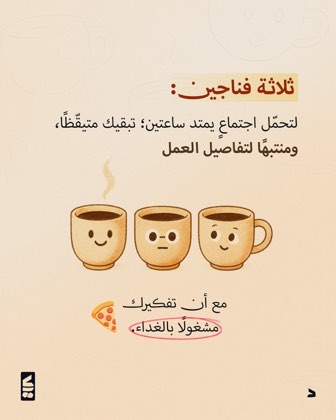 ثلاثة فناجين:
لتحمّل اجتماعٍ يمتد ساعتين؛ تبقيك متيقّظًا،
ومنتبهًا لتفاصيل العمل
مع أن تفكيرك
مشغولًا بالغداء.